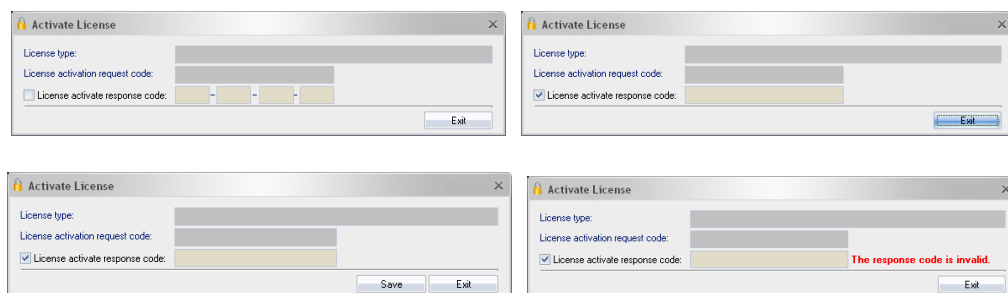 Activate License
License type:
License activation request code:
License activate response code: - - -
Exit
Activate License
License type:
License activation request code:
License activate response code:
Exit
Activate License
License type:
License activation request code:
License activate response code:
Save Exit
Activate License
License type:
License activation request code:
License activate response code: The response code is invalid.
Exit